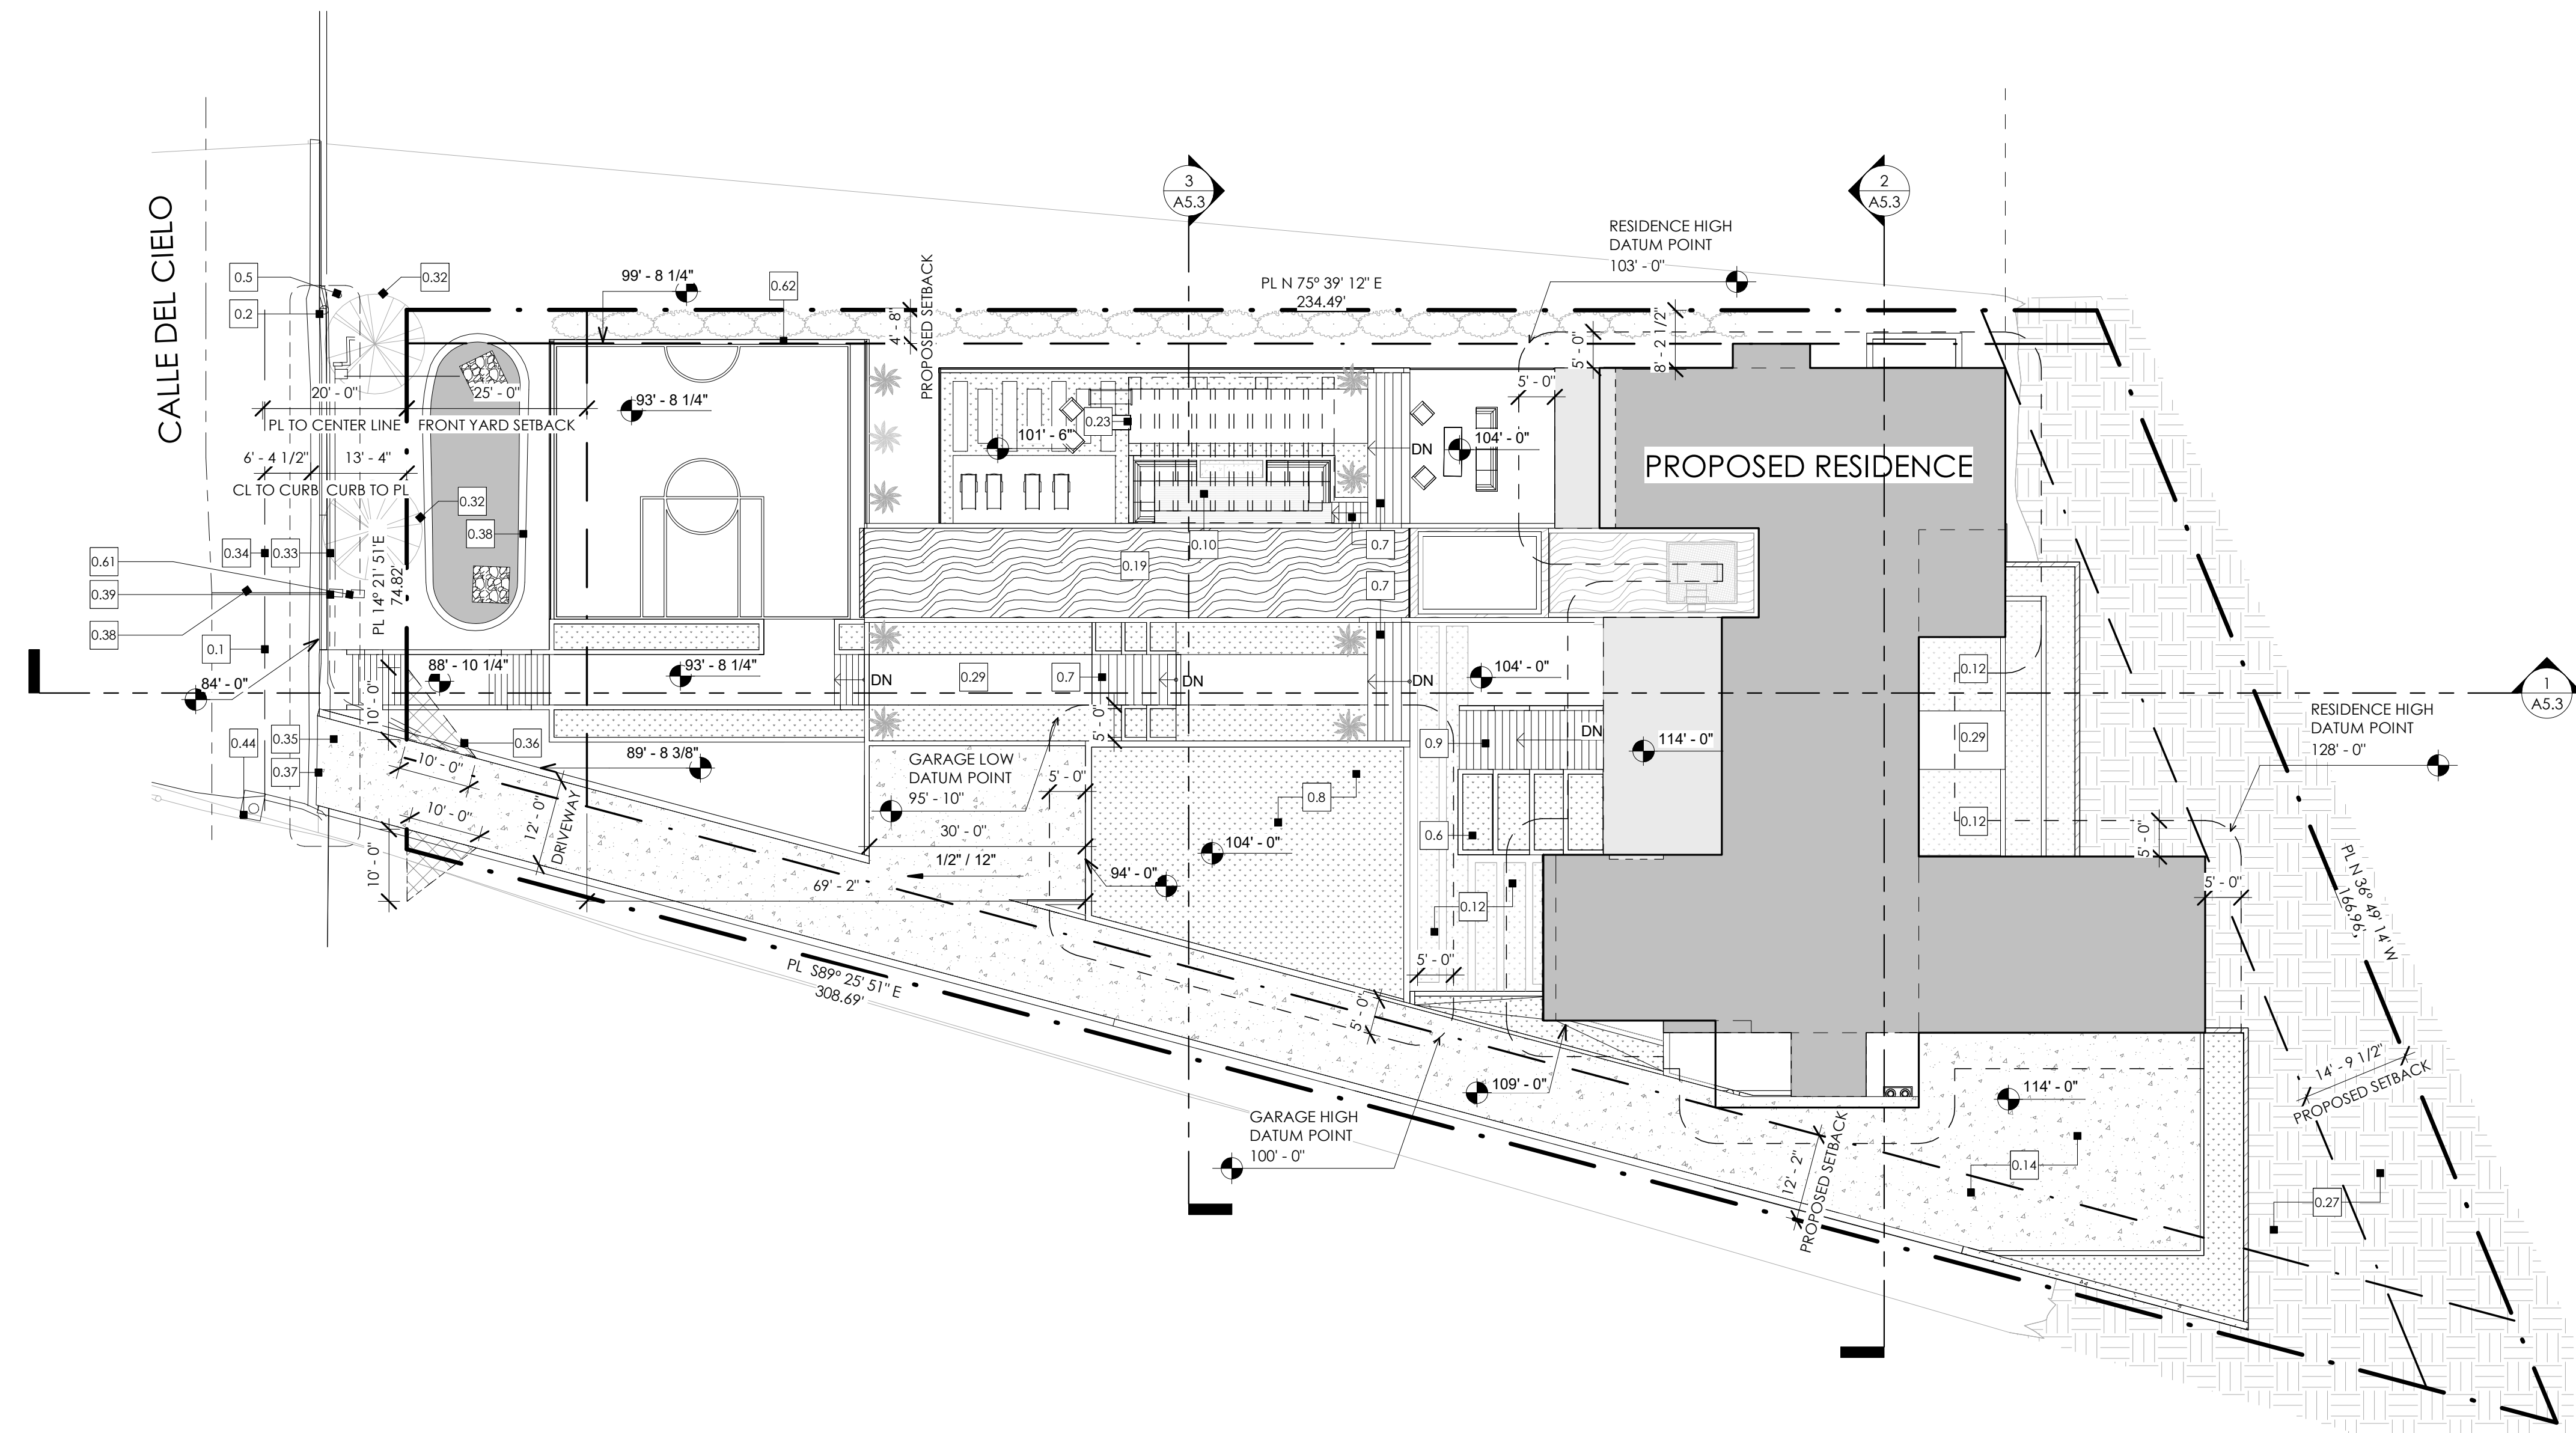 3
A5.3
2
A5.3
CALLE DEL CIELO
RESIDENCE HIGH
DATUM POINT
103' - 0"
0.5
0.32
99' - 8 1/4"
0.62
PROPOSED SETBACK
PL N 75° 39' 12" E
234.49'
0.2
4' - 8"
5' - 0"
8' - 2 1/2"
20' - 0"
25' - 0"
93' - 8 1/4"
5' - 0"
PL TO CENTER LINE
FRONT YARD SETBACK
0.23
101' - 6"
DN
104' - 0"
6' - 4 1/2"
13' - 4"
PROPOSED RESIDENCE
CL TO CURB
CURB TO PL
0.32
0.38
0.34
0.33
0.10
0.7
0.61
0.19
0.39
0.7
PL 14° 21' 51"E
74.82'
0.38
0.1
88' - 10 1/4"
93' - 8 1/4"
DN
0.29
0.7
DN
DN
104' - 0"
0.12
84' - 0"
1
A5.3
10' - 0"
5' - 0"
RESIDENCE HIGH
DATUM POINT
128' - 0"
0.44
0.35
0.36
89' - 8 3/8"
0.9
DN
114' - 0"
0.29
0.37
10' - 0"
GARAGE LOW
DATUM POINT
95' - 10"
5' - 0"
0.8
10' - 0"
12' - 0"
DRIVEWAY
30' - 0"
0.6
0.12
10' - 0"
1/2" / 12"
104' - 0"
5' - 0"
69' - 2"
94' - 0"
5' - 0"
0.12
PL N 36° 49' 14" W
166.96'
PL S89° 25' 51" E
308.69'
5' - 0"
5' - 0"
109' - 0"
114' - 0"
14' - 9 1/2"
PROPOSED SETBACK
GARAGE HIGH
DATUM POINT
100' - 0"
12' - 2"
PROPOSED SETBACK
0.14
0.27